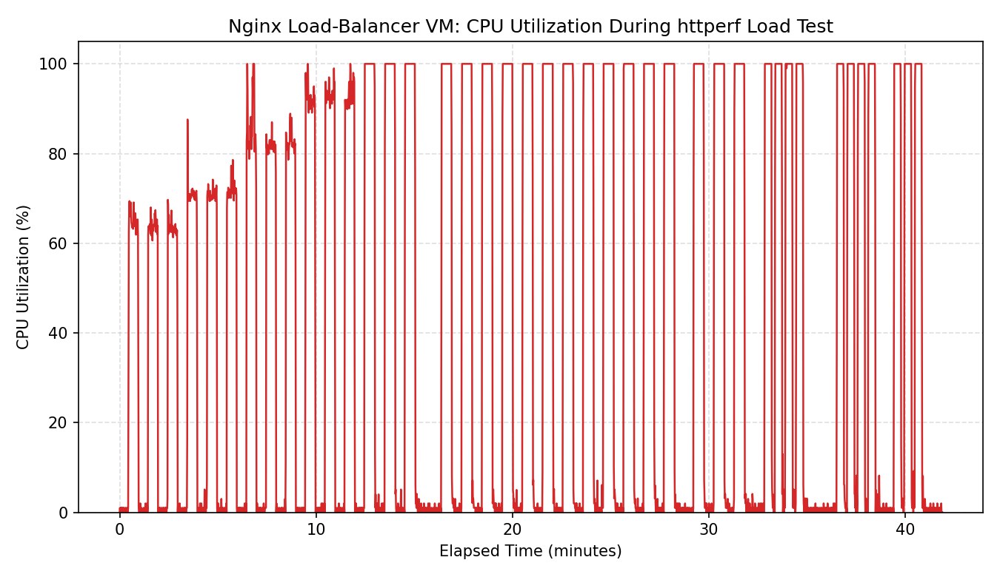 Nginx Load-Balancer VM: CPU Utilization During httperf Load Test
CPU Utilization (%)
100
80
60
40
20
0
0 10 20 30 40
Elapsed Time (minutes)